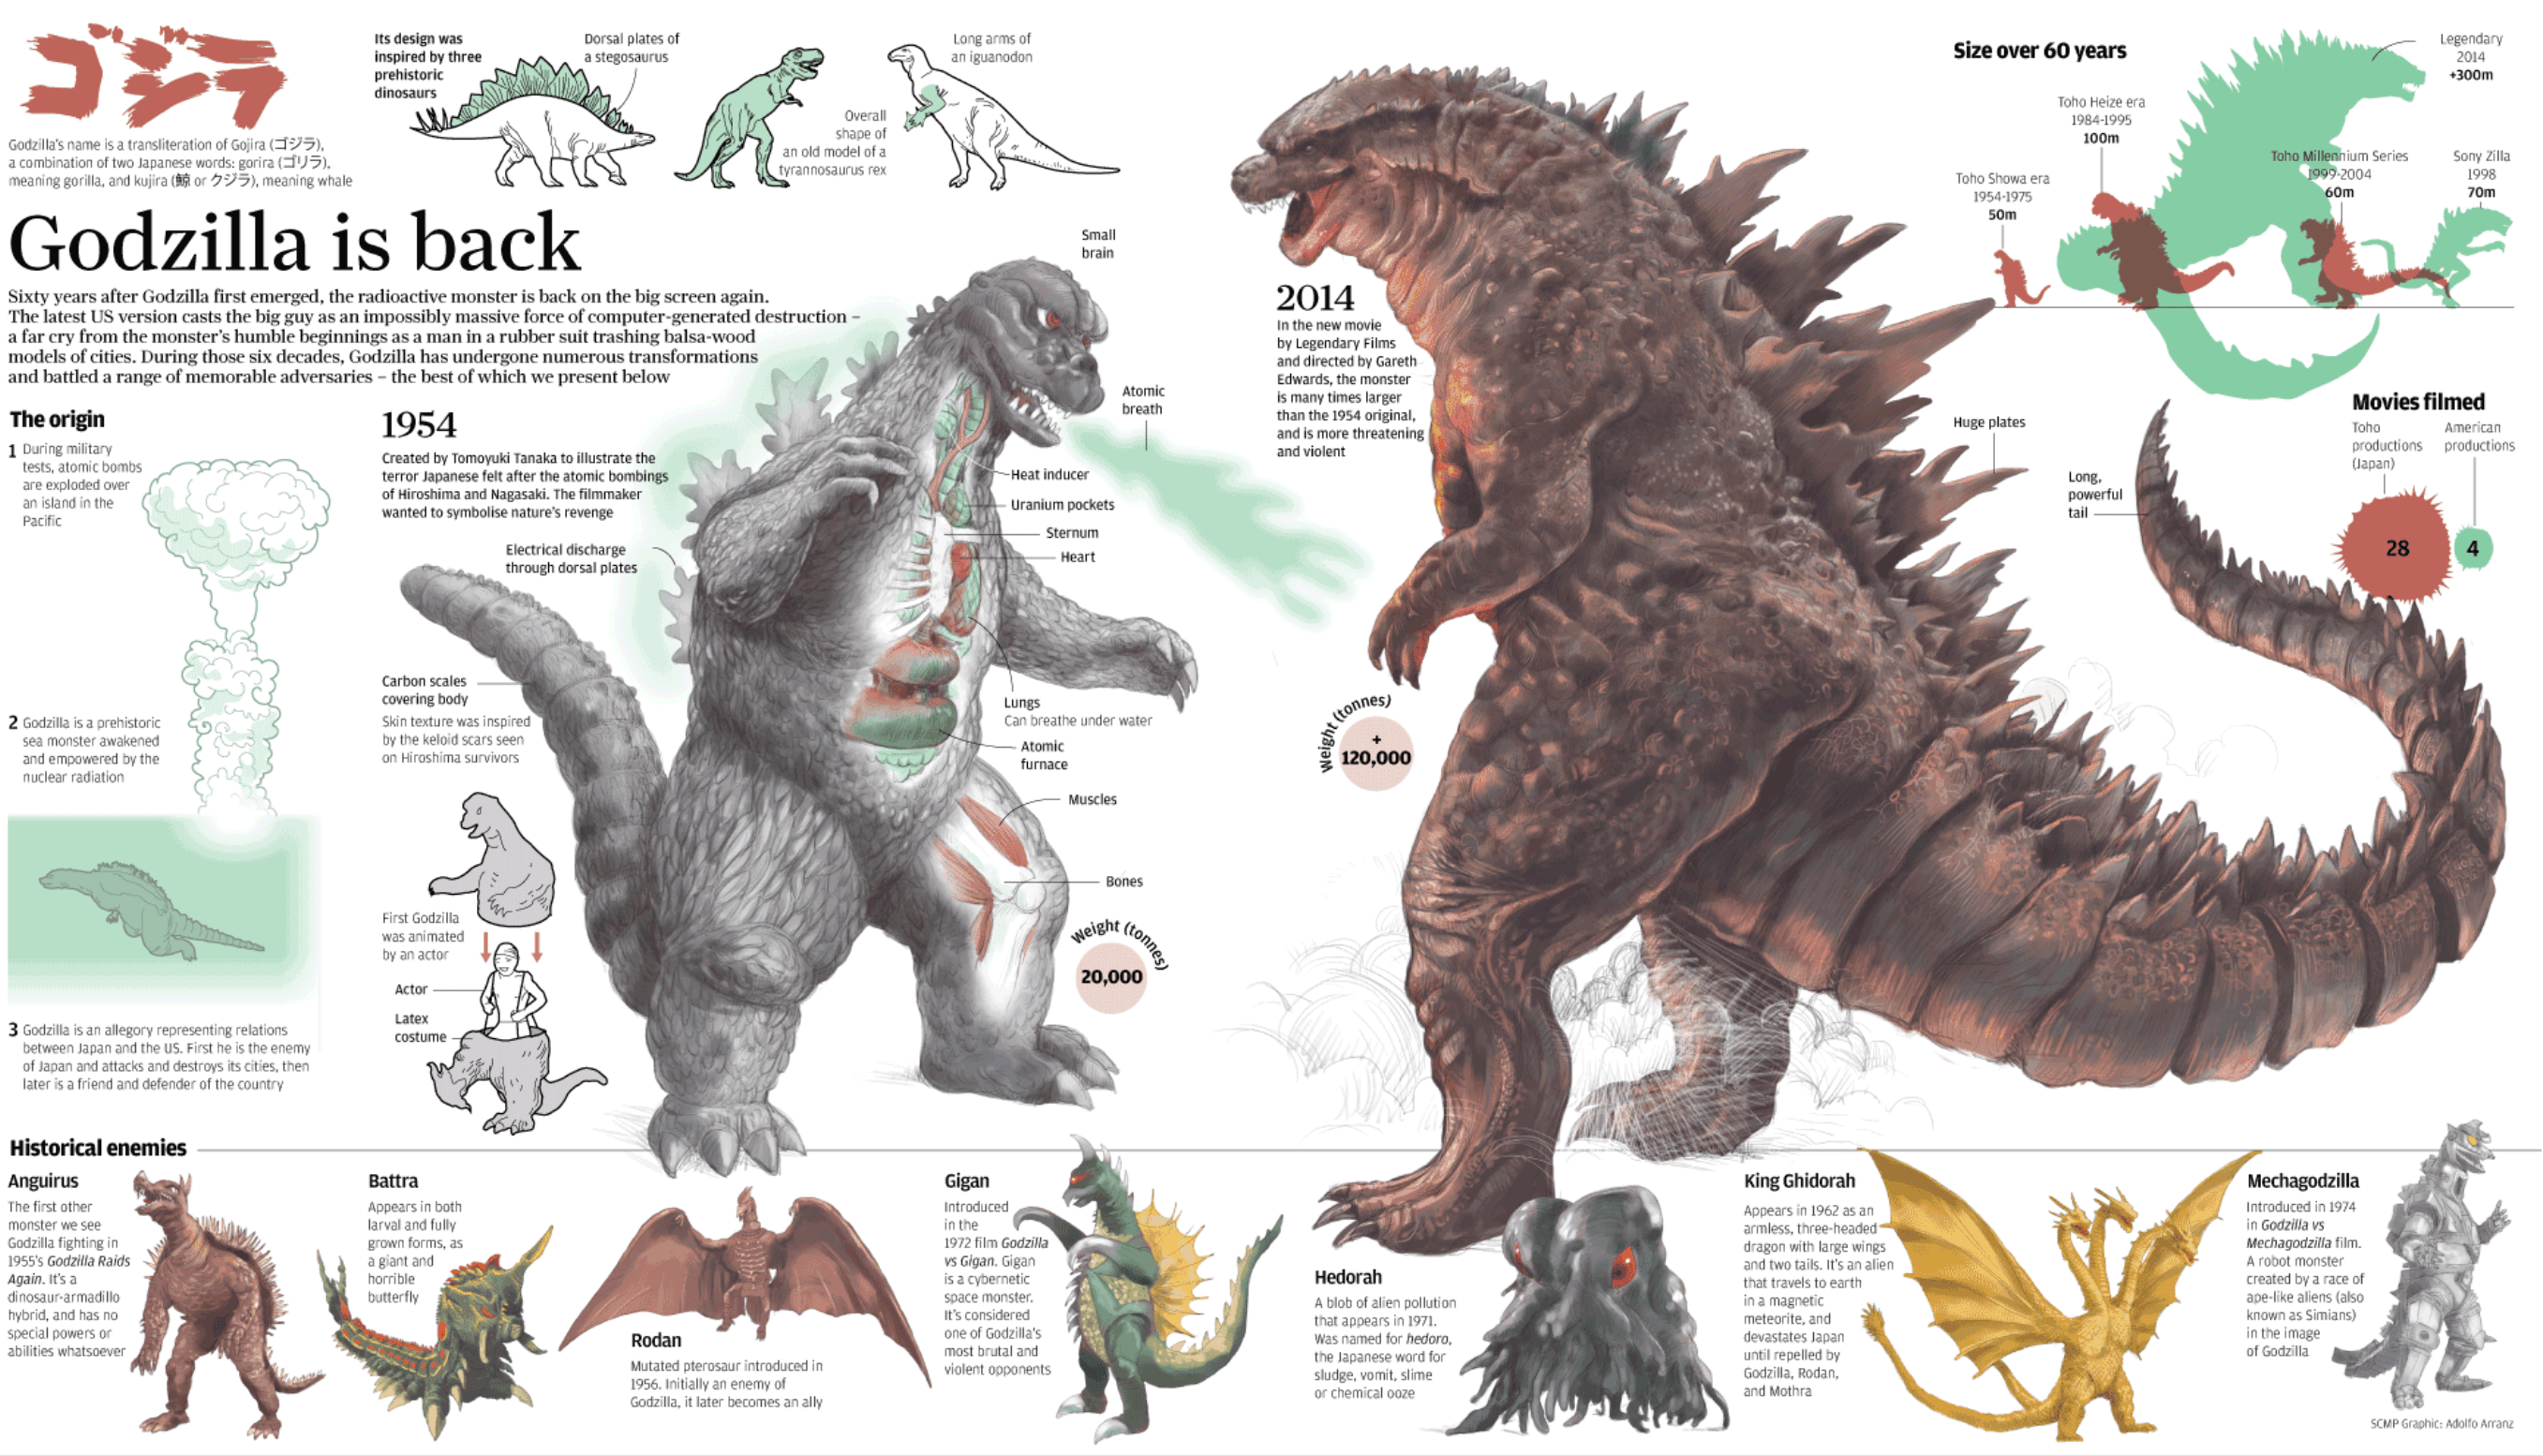 ゴジラ
Godzilla's name is a transliteration of Gojira (ゴジラ),
a combination of two Japanese words: gorira (ゴリラ),
meaning gorilla, and kujira (鯨 or クジラ), meaning whale
Its design was
inspired by three
prehistoric
dinosaurs
Dorsal plates of
a stegosaurus
Overall
shape of
an old model of a
tyrannosaurus rex
Long arms of
an iguanodon
Godzilla is back
Sixty years after Godzilla first emerged, the radioactive monster is back on the big screen again.
The latest US version casts the big guy as an impossibly massive force of computer-generated destruction –
a far cry from the monster's humble beginnings as a man in a rubber suit trashing balsa-wood
models of cities. During those six decades, Godzilla has undergone numerous transformations
and battled a range of memorable adversaries – the best of which we present below
The origin
1 During military
tests, atomic bombs
are exploded over
an island in the
Pacific
2 Godzilla is a prehistoric
sea monster awakened
and empowered by the
nuclear radiation
3 Godzilla is an allegory representing relations
between Japan and the US. First he is the enemy
of Japan and attacks and destroys its cities, then
later is a friend and defender of the country
1954
Created by Tomoyuki Tanaka to illustrate the
terror Japanese felt after the atomic bombings
of Hiroshima and Nagasaki. The filmmaker
wanted to symbolise nature's revenge
Electrical discharge
through dorsal plates
Carbon scales
covering body
Skin texture was inspired
by the keloid scars seen
on Hiroshima survivors
First Godzilla
was animated
by an actor
Actor
Latex
costume
Small
brain
Atomic
breath
Heat inducer
Uranium pockets
Sternum
Heart
Lungs
Can breathe under water
Atomic
furnace
Muscles
Bones
Weight (tonnes)
20,000
2014
In the new movie
by Legendary Films
and directed by Gareth
Edwards, the monster
is many times larger
than the 1954 original,
and is more threatening
and violent
Weight (tonnes)
+
120,000
Huge plates
Long,
powerful
tail
Size over 60 years
Toho Showa era
1954-1975
50m
Toho Heize era
1984-1995
100m
Legendary
2014
+300m
Toho Millennium Series
1999-2004
60m
Sony Zilla
1998
70m
Movies filmed
Toho
productions
(Japan)
American
productions
28
4
Historical enemies
Anguirus
The first other
monster we see
Godzilla fighting in
1955's Godzilla Raids
Again. It's a
dinosaur-armadillo
hybrid, and has no
special powers or
abilities whatsoever
Battra
Appears in both
larval and fully
grown forms, as
a giant and
horrible
butterfly
Rodan
Mutated pterosaur introduced in
1956. Initially an enemy of
Godzilla, it later becomes an ally
Gigan
Introduced
in the
1972 film Godzilla
vs Gigan. Gigan
is a cybernetic
space monster.
It's considered
one of Godzilla's
most brutal and
violent opponents
Hedorah
A blob of alien pollution
that appears in 1971.
Was named for hedoro,
the Japanese word for
sludge, vomit, slime
or chemical ooze
King Ghidorah
Appears in 1962 as an
armless, three-headed
dragon with large wings
and two tails. It's an alien
that travels to earth
in a magnetic
meteorite, and
devastates Japan
until repelled by
Godzilla, Rodan,
and Mothra
Mechagodzilla
Introduced in 1974
in Godzilla vs
Mechagodzilla film.
A robot monster
created by a race of
ape-like aliens (also
known as Simians)
in the image
of Godzilla
SCMP Graphic: Adolfo Arranz